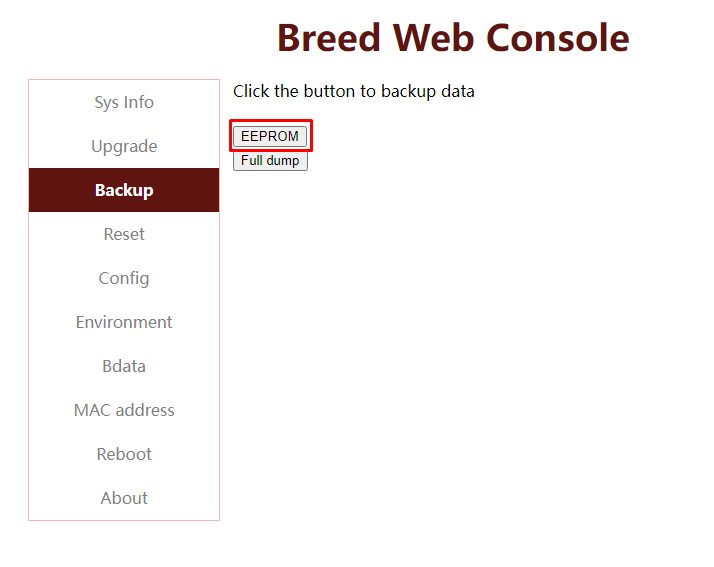 Breed Web Console
Sys Info
Upgrade
Backup
Reset
Config
Environment
Bdata
MAC address
Reboot
About
Click the button to backup data
EEPROM
Full dump